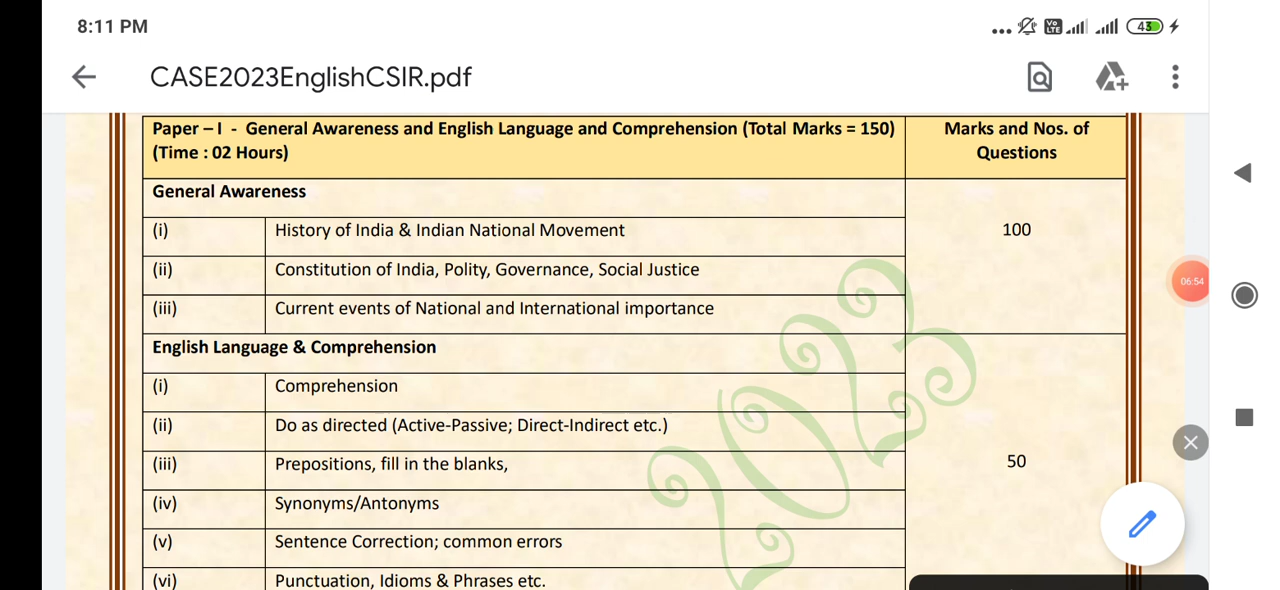 8:11 PM
... Vo LTE 43
CASE2023EnglishCSIR.pdf
Paper – I - General Awareness and English Language and Comprehension (Total Marks = 150)
(Time : 02 Hours)
Marks and Nos. of
Questions
General Awareness
(i) History of India & Indian National Movement
100
(ii) Constitution of India, Polity, Governance, Social Justice
(iii) Current events of National and International importance
06:54
English Language & Comprehension
(i) Comprehension
(ii) Do as directed (Active-Passive; Direct-Indirect etc.)
(iii) Prepositions, fill in the blanks,
50
(iv) Synonyms/Antonyms
(v) Sentence Correction; common errors
(vi) Punctuation, Idioms & Phrases etc.
2023